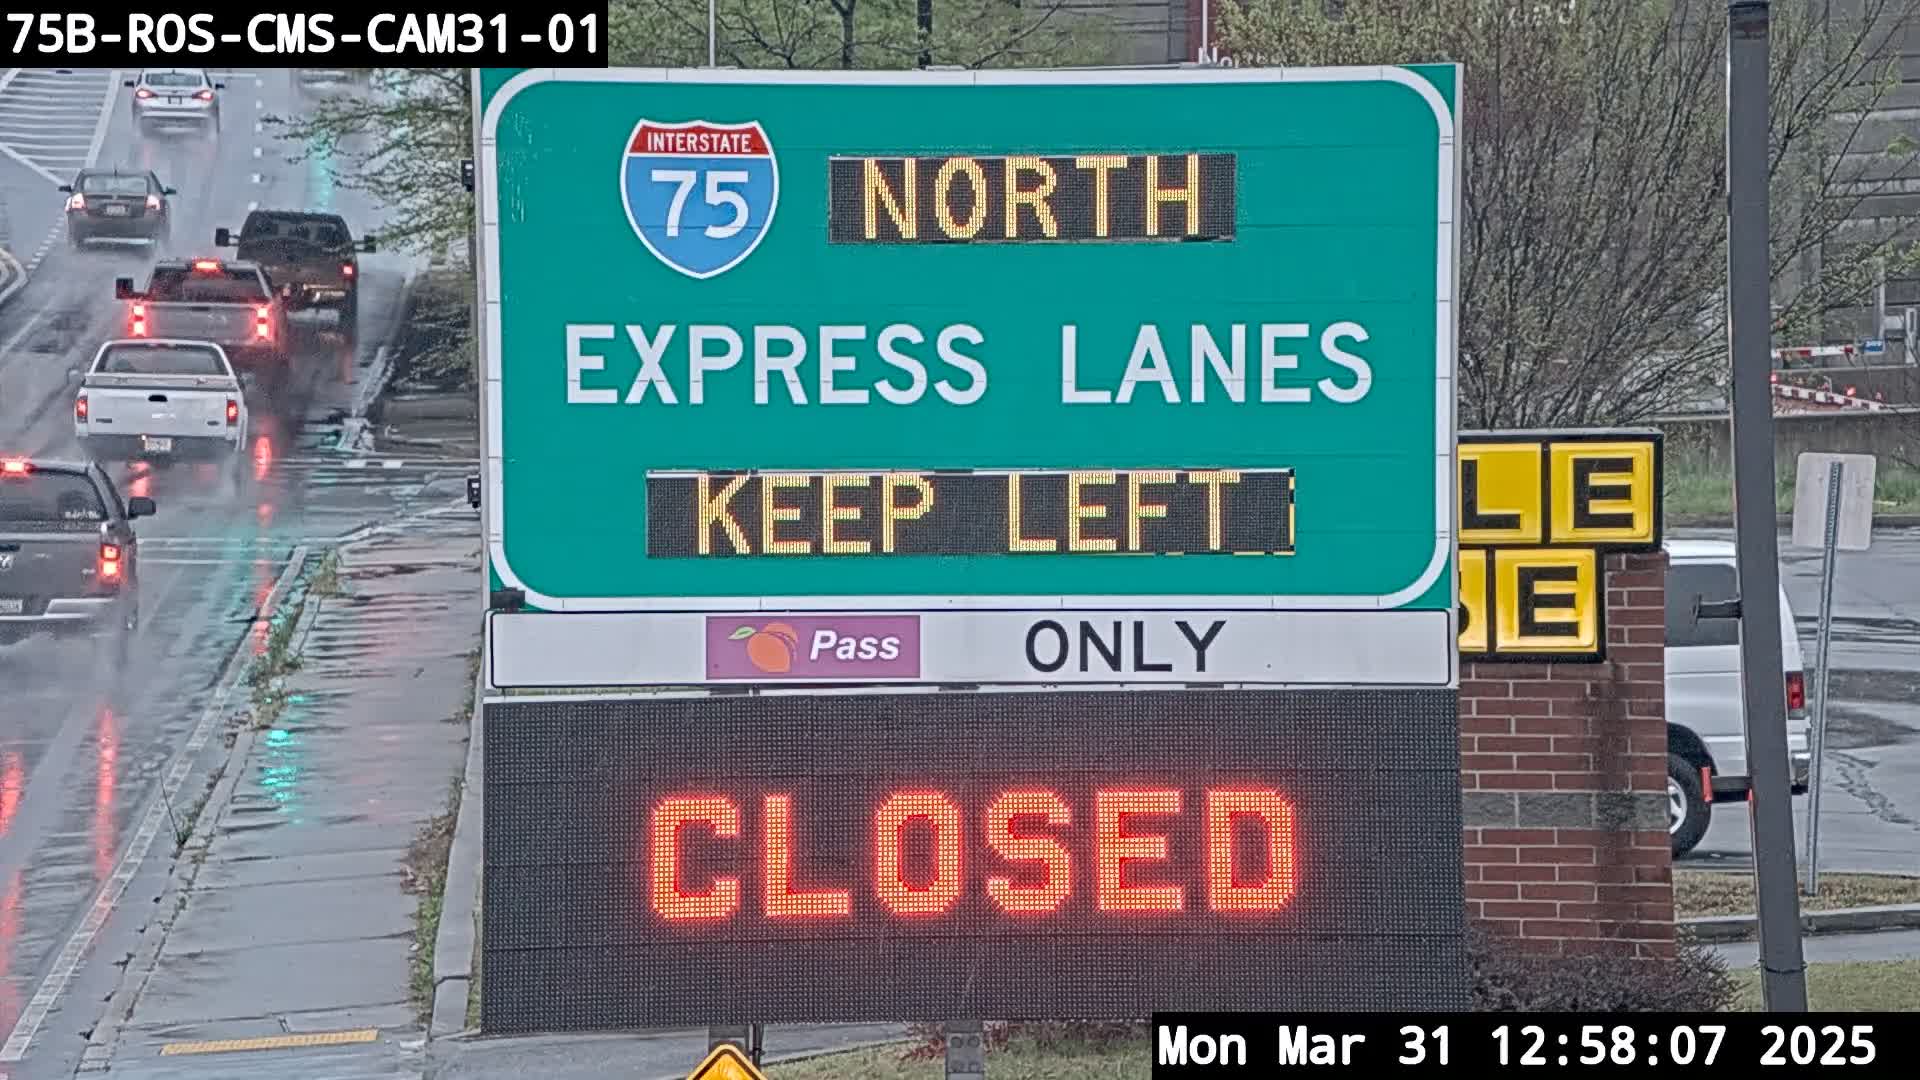 75B-ROS-CMS-CAM31-01
INTERSTATE
75
NORTH
EXPRESS LANES
KEEP LEFT
Pass ONLY
CLOSED
LE
E
Mon Mar 31 12:58:07 2025